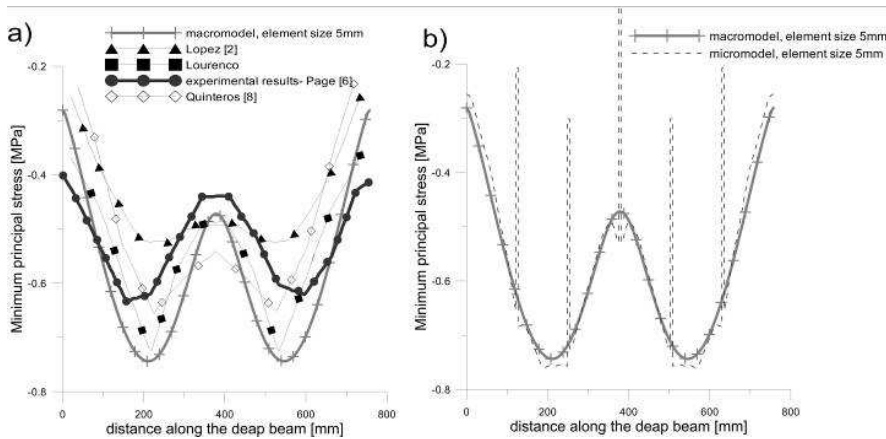 a)
macromodel, element size 5mm
Lopez [2]
Lourenco
experimental results- Page [6]
Quinteros [8]
-0.2
-0.4
-0.6
-0.8
Minimum principal stress [MPa]
0
200
400
600
800
distance along the deap beam [mm]
b)
macromodel, element size 5mm
micromodel, element size 5mm
-0.2
-0.4
-0.6
-0.8
Minimum principal stress [MPa]
0
200
400
600
800
distance along the deap beam [mm]